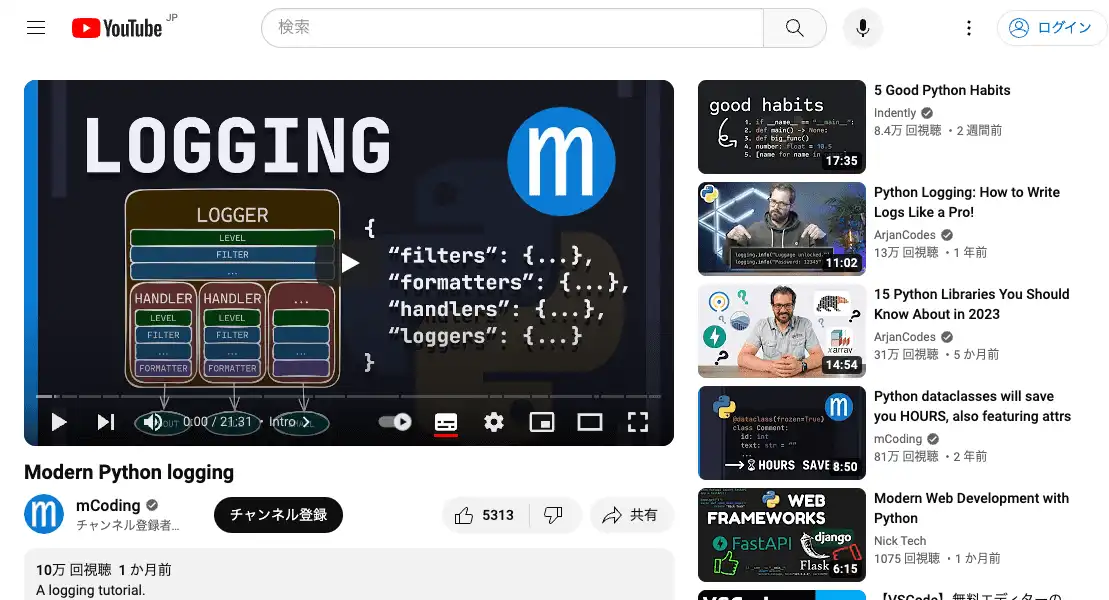 YouTube JP
検索
ログイン
LOGGING
m
LOGGER
LEVEL
FILTER
...
HANDLER
LEVEL
FILTER
...
FORMATTER
HANDLER
LEVEL
FILTER
...
FORMATTER
...
{
“filters”: {...},
“formatters”: {...},
“handlers”: {...},
“loggers”: {...}
}
0:00 / 21:31 • Intro
Modern Python logging
m
mCoding
チャンネル登録者...
チャンネル登録
5313
共有
10万 回視聴 1 か月前
A logging tutorial.
good habits
1. if __name__ == "__main__":
2. def main() -> None:
3. def big_func()
4. number: float = 10.5
5. [name for name in
17:35
5 Good Python Habits
Indently
8.4万 回視聴 • 2 週間前
logging.info("Luggage unlocked.")
logging.info("Password: 12345")
11:02
Python Logging: How to Write
Logs Like a Pro!
ArjanCodes
13万 回視聴 • 1 年前
xarray
14:54
15 Python Libraries You Should
Know About in 2023
ArjanCodes
31万 回視聴 • 5 か月前
m
@dataclass(frozen=True)
class Comment:
id: int
text: str = ""
...
HOURS SAVE
8:50
Python dataclasses will save
you HOURS, also featuring attrs
mCoding
81万 回視聴 • 2 年前
WEB
FRAMEWORKS
FastAPI
django
Flask
6:15
Modern Web Development with
Python
Nick Tech
1075 回視聴 • 1 か月前
【VSCode】無料エディターの